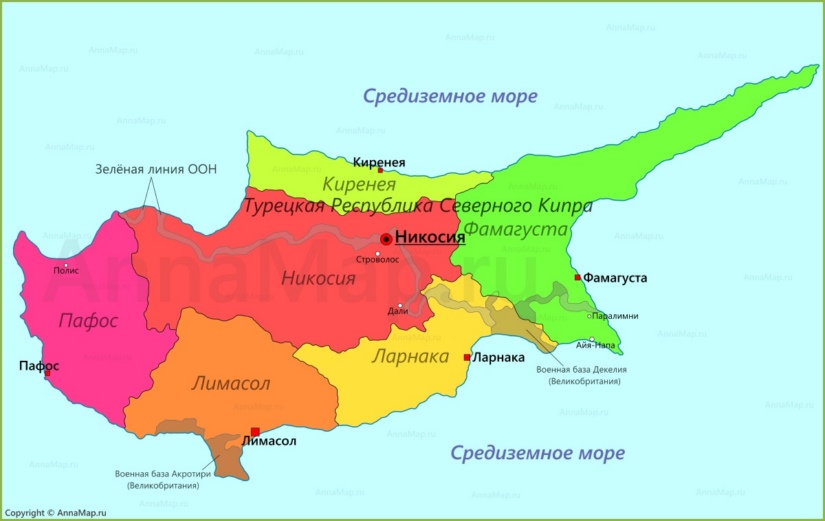 Средиземное море
Зелёная линия ООН
Киренея
Киренея
Турецкая Республика Северного Кипра
Фамагуста
Никосия
Строволос
Полис
Никосия
Фамагуста
Дали
Паралимни
Пафос
Айя-Напа
Ларнака
Ларнака
Пафос
Военная база Декелия
(Великобритания)
Лимасол
Лимасол
Средиземное море
Военная база Акротири
(Великобритания)
Copyright © AnnaMap.ru
AnnaMap.ru